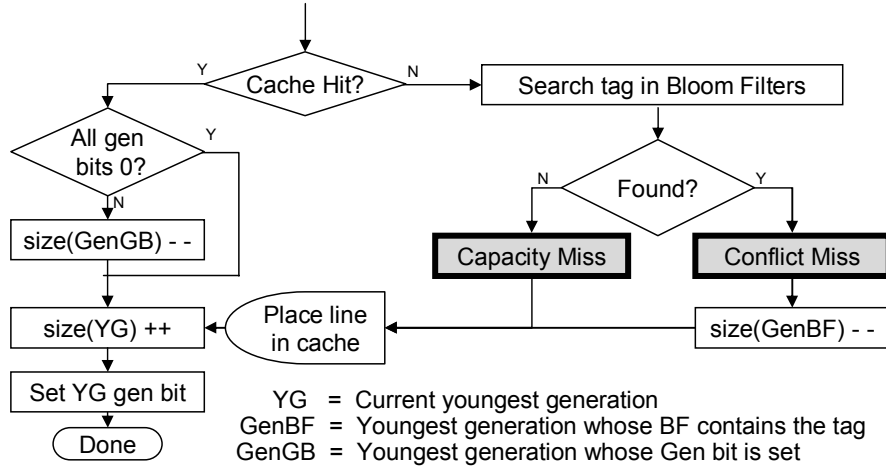 Y
Cache Hit?
N
Search tag in Bloom Filters
All gen
bits 0?
Y
N
N
Found?
Y
size(GenGB) - -
Capacity Miss
Conflict Miss
size(YG) ++
Place line
in cache
size(GenBF) - -
Set YG gen bit
Done
YG = Current youngest generation
GenBF = Youngest generation whose BF contains the tag
GenGB = Youngest generation whose Gen bit is set